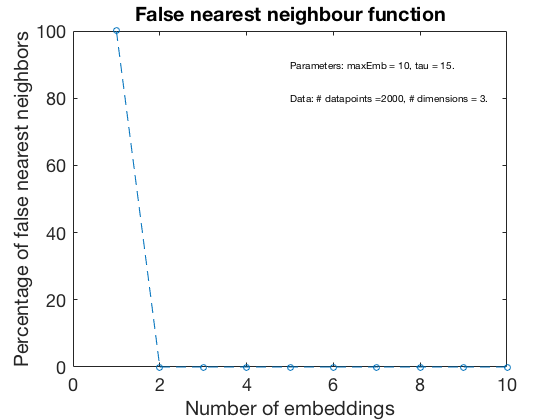 False nearest neighbour function
Percentage of false nearest neighbors
100
80
60
40
20
0
Parameters: maxEmb = 10, tau = 15.
Data: # datapoints =2000, # dimensions = 3.
0 2 4 6 8 10
Number of embeddings